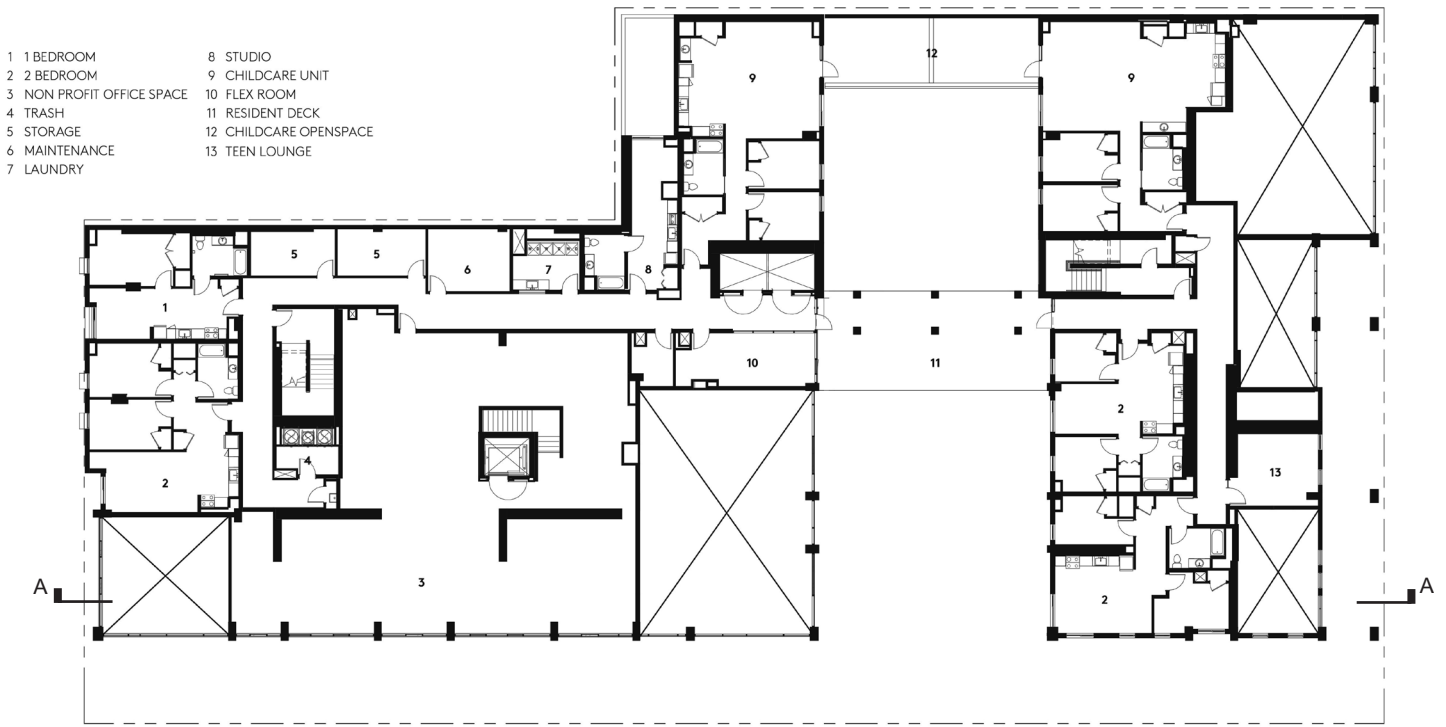 1 1 BEDROOM
2 2 BEDROOM
3 NON PROFIT OFFICE SPACE
4 TRASH
5 STORAGE
6 MAINTENANCE
7 LAUNDRY
8 STUDIO
9 CHILDCARE UNIT
10 FLEX ROOM
11 RESIDENT DECK
12 CHILDCARE OPENSPACE
13 TEEN LOUNGE
12
9
9
5
5
6
7
8
1
10
11
2
4
2
13
3
2
A
A